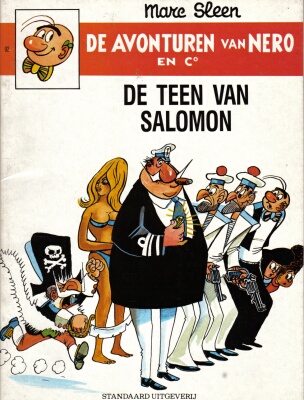 Marc Sleen
DE AVONTUREN VAN NERO
EN Cº
DE TEEN VAN
SALOMON
STANDAARD UITGEVERIJ